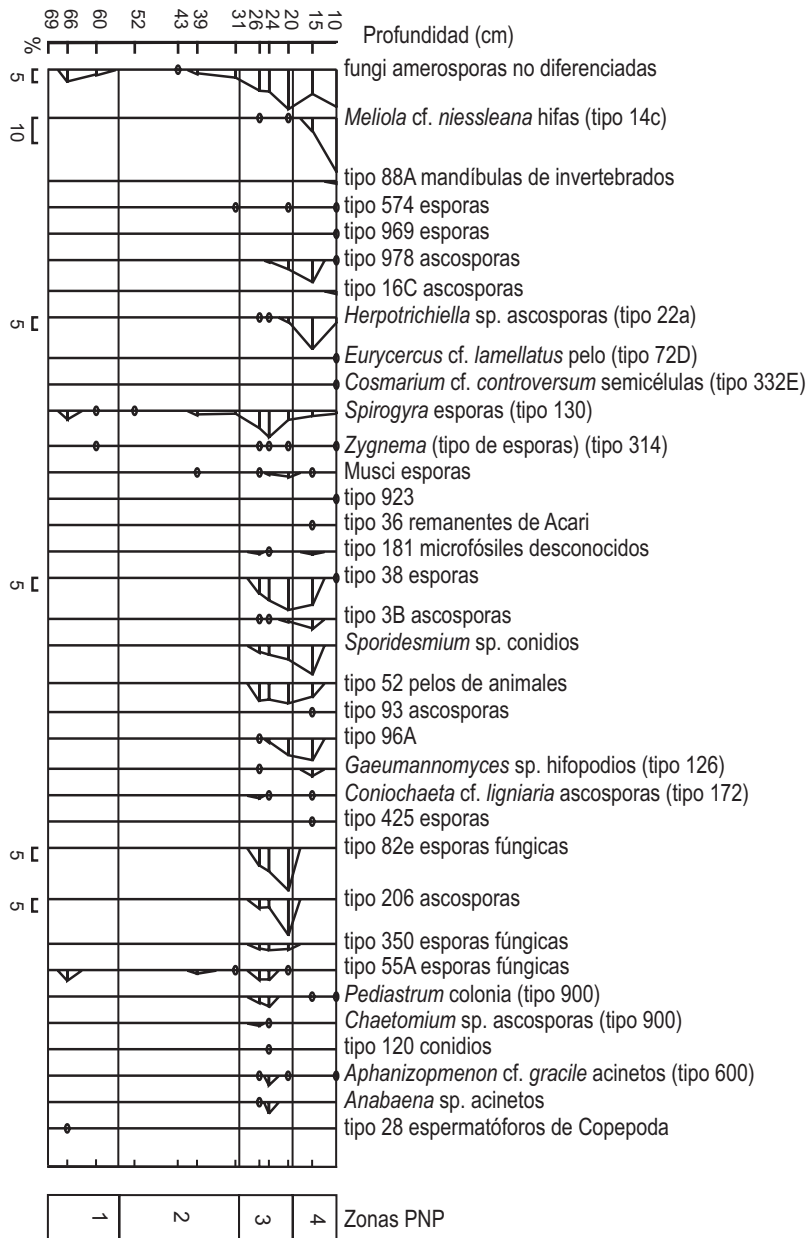 69 66 60 52 43 39 31 26 24 20 15 10
Profundidad (cm)
%
5
fungi amerosporas no diferenciadas
10
Meliola cf. niessleana hifas (tipo 14c)
tipo 88A mandíbulas de invertebrados
tipo 574 esporas
tipo 969 esporas
tipo 978 ascosporas
tipo 16C ascosporas
5
Herpotrichiella sp. ascosporas (tipo 22a)
Eurycercus cf. lamellatus pelo (tipo 72D)
Cosmarium cf. controversum semicélulas (tipo 332E)
Spirogyra esporas (tipo 130)
Zygnema (tipo de esporas) (tipo 314)
Musci esporas
tipo 923
tipo 36 remanentes de Acari
tipo 181 microfósiles desconocidos
5
tipo 38 esporas
tipo 3B ascosporas
Sporidesmium sp. conidios
tipo 52 pelos de animales
tipo 93 ascosporas
tipo 96A
Gaeumannomyces sp. hifopodios (tipo 126)
Coniochaeta cf. ligniaria ascosporas (tipo 172)
tipo 425 esporas
5
tipo 82e esporas fúngicas
5
tipo 206 ascosporas
tipo 350 esporas fúngicas
tipo 55A esporas fúngicas
Pediastrum colonia (tipo 900)
Chaetomium sp. ascosporas (tipo 900)
tipo 120 conidios
Aphanizopmenon cf. gracile acinetos (tipo 600)
Anabaena sp. acinetos
tipo 28 espermatóforos de Copepoda
1 2 3 4
Zonas PNP